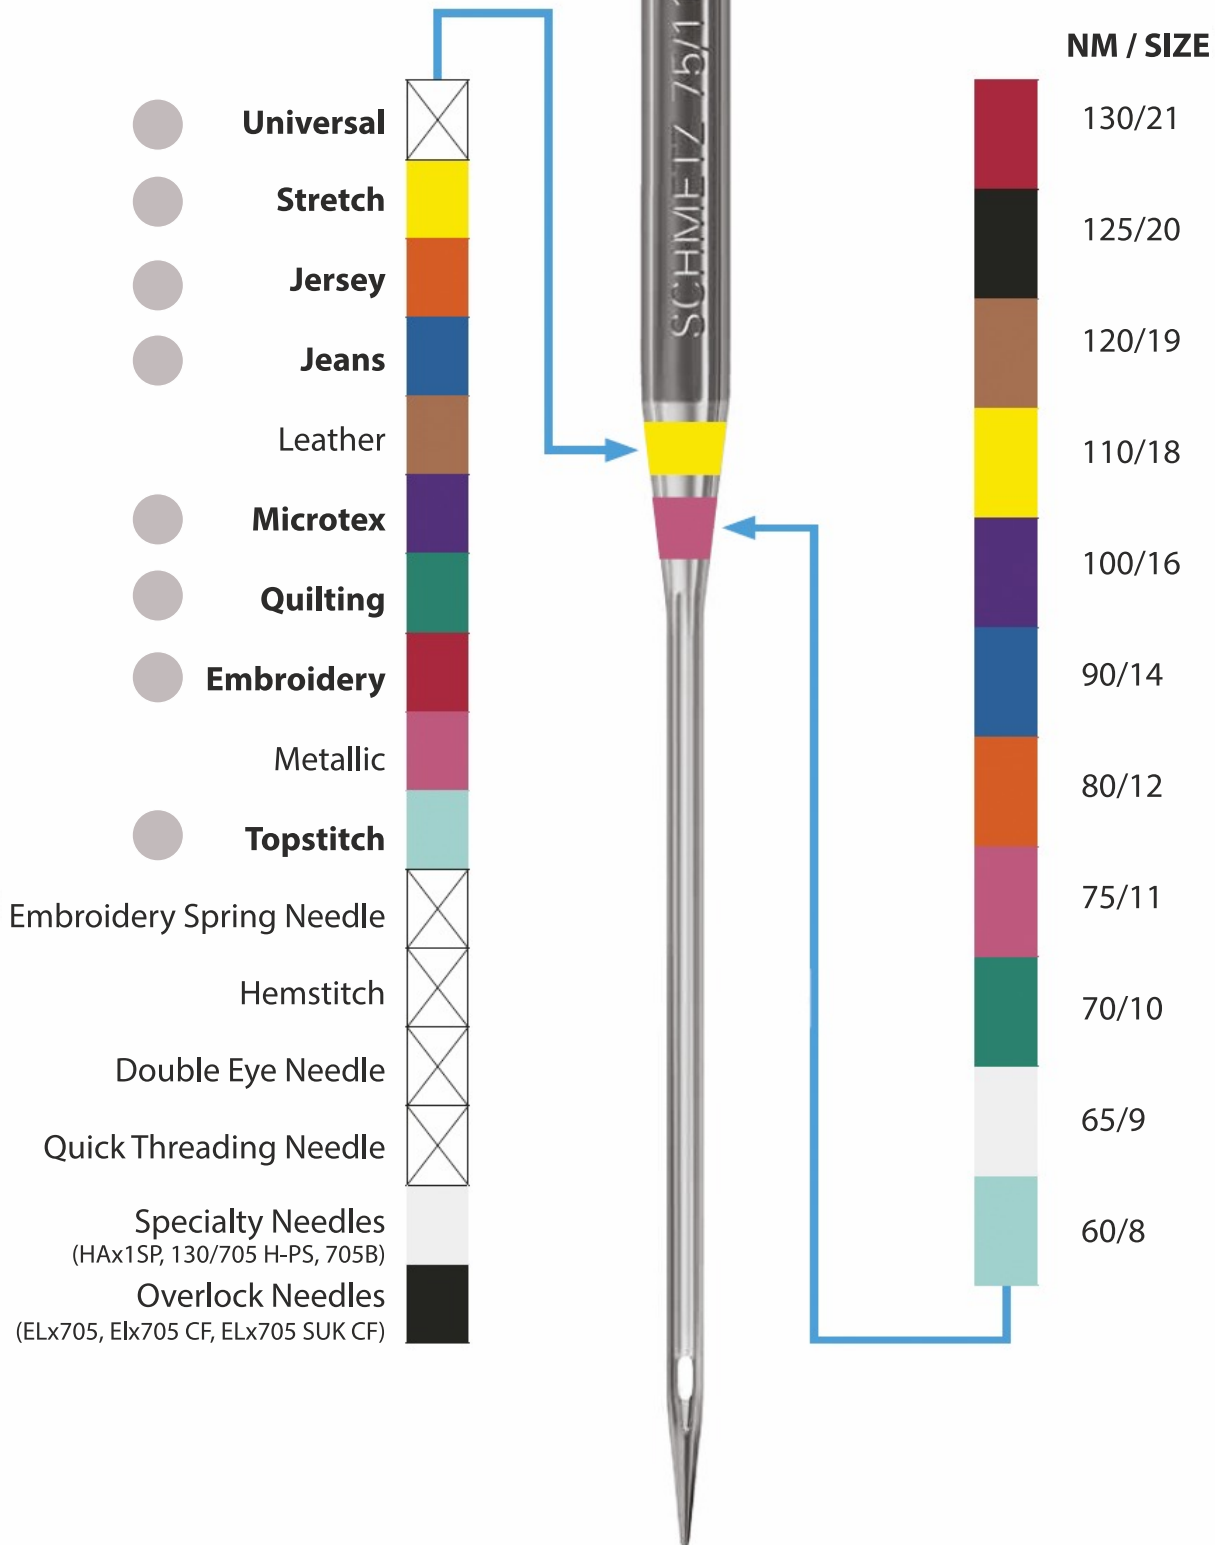 NM / SIZE
Universal
Stretch
Jersey
Jeans
Leather
Microtex
Quilting
Embroidery
Metallic
Topstitch
Embroidery Spring Needle
Hemstitch
Double Eye Needle
Quick Threading Needle
Specialty Needles
(HAx1SP, 130/705 H-PS, 705B)
Overlock Needles
(ELx705, Elx705 CF, ELx705 SUK CF)
SCHMETZ 75/1
130/21
125/20
120/19
110/18
100/16
90/14
80/12
75/11
70/10
65/9
60/8